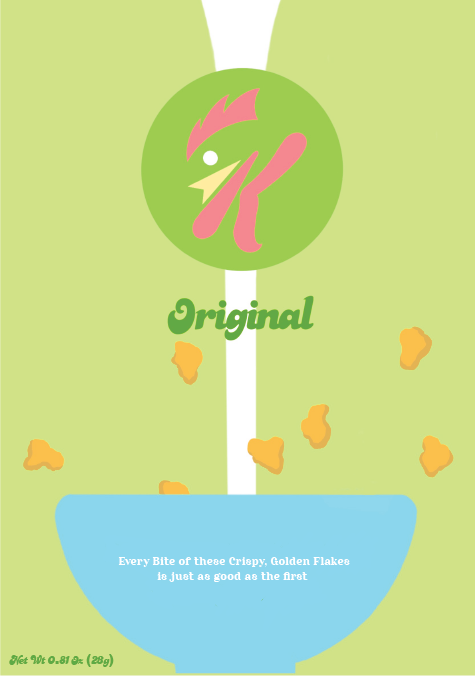 K
Original
Every Bite of these Crispy, Golden Flakes
is just as good as the first
Net Wt 0.81 Oz (28g)